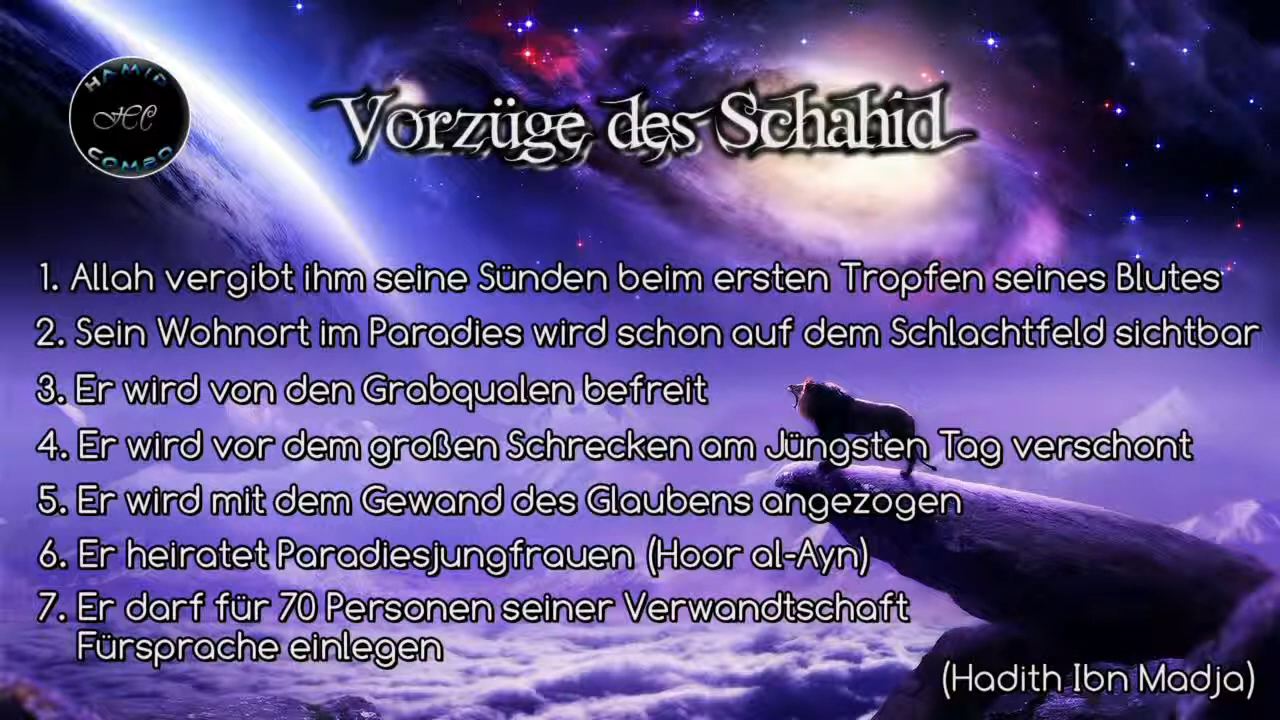 HAMIP
HC
COMBO
Vorzüge des Schahid
1. Allah vergibt ihm seine Sünden beim ersten Tropfen seines Blutes
2. Sein Wohnort im Paradies wird schon auf dem Schlachtfeld sichtbar
3. Er wird von den Grabqualen befreit
4. Er wird vor dem großen Schrecken am Jüngsten Tag verschont
5. Er wird mit dem Gewand des Glaubens angezogen
6. Er heiratet Paradiesjungfrauen (Hoor al-Ayn)
7. Er darf für 70 Personen seiner Verwandtschaft
Fürsprache einlegen
(Hadith Ibn Madja)